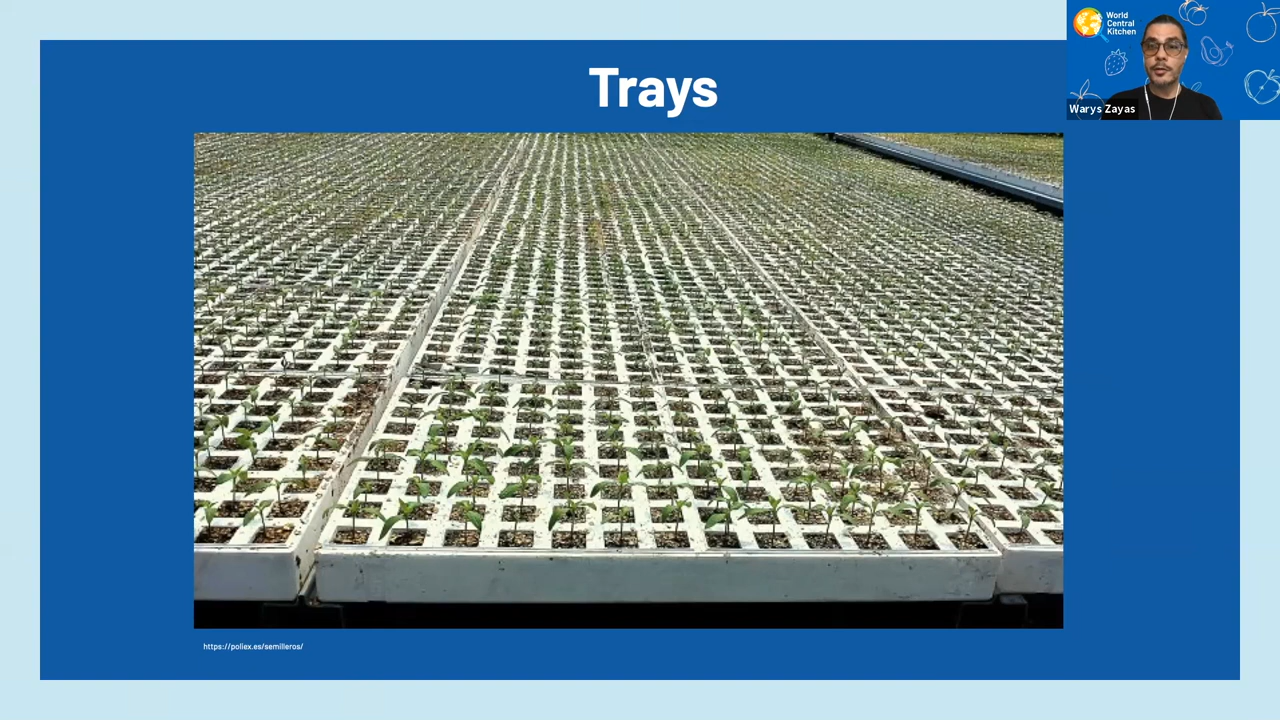 Trays
World
Central
Kitchen
Warys Zayas
https://poliex.es/semilleros/